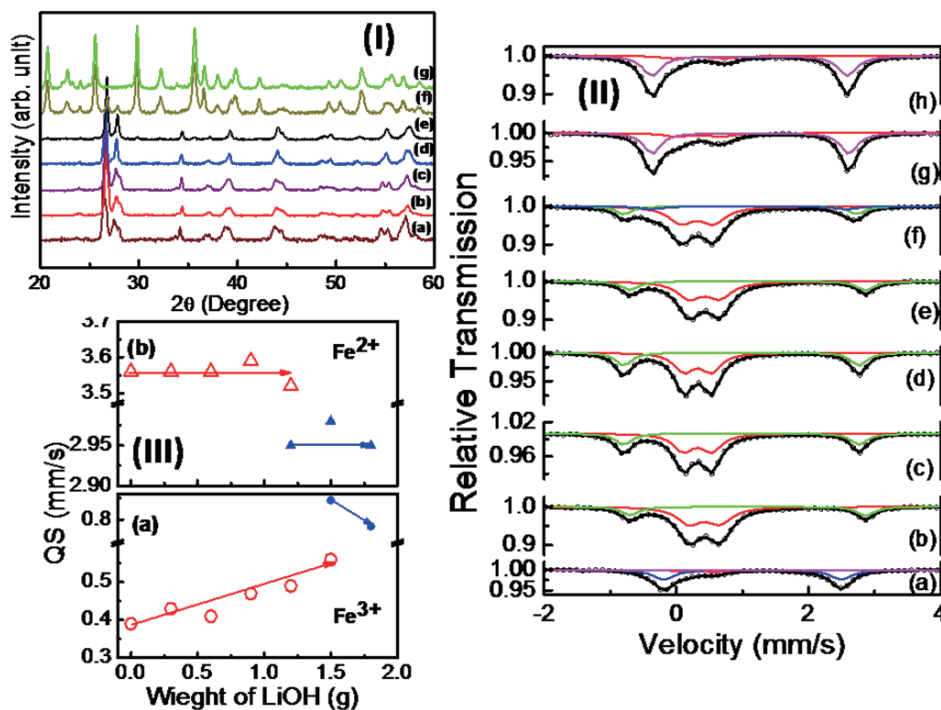 (I)
Intensity (arb. unit)
(g)
(f)
(e)
(d)
(c)
(b)
(a)
20 30 40 50 60
2θ (Degree)
3.7
3.6
3.5
2.95
2.90
(b)
Fe2+
(III)
QS (mm/s)
(a)
0.8
0.5
0.4
0.3
Fe3+
0.0 0.5 1.0 1.5 2.0
Wieght of LiOH (g)
(II)
Relative Transmission
1.0
0.9
(h)
1.00
0.95
(g)
1.0
0.9
(f)
1.0
0.9
(e)
1.00
0.95
(d)
1.02
0.96
(c)
1.0
0.9
(b)
1.00
0.95
(a)
-2 0 2 4
Velocity (mm/s)